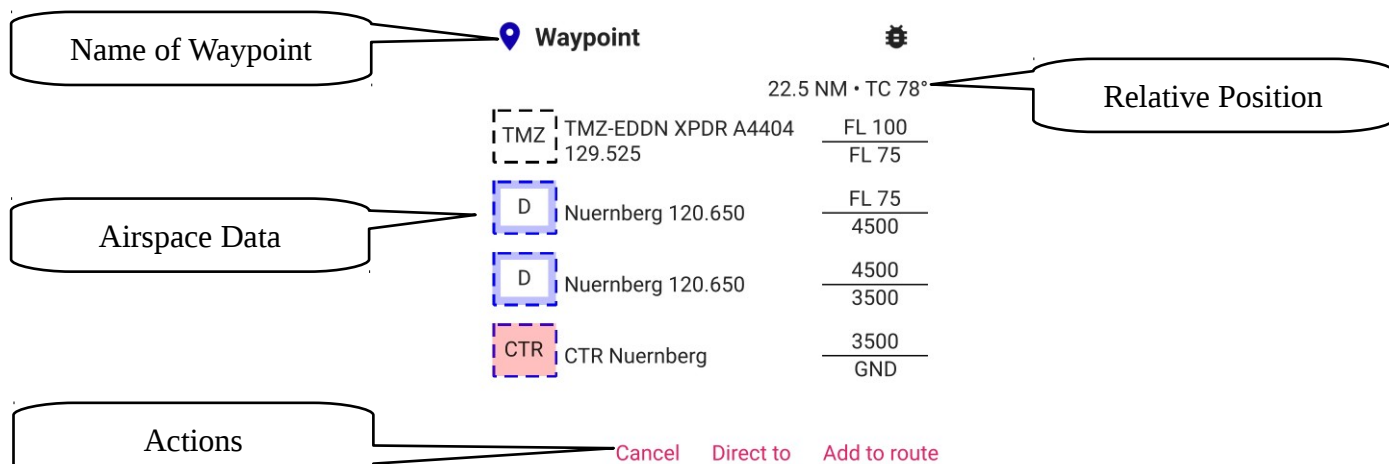 Name of Waypoint
Waypoint
22.5 NM • TC 78°
Relative Position
TMZ
TMZ-EDDN XPDR A4404
129.525
FL 100
FL 75
Airspace Data
D
Nuernberg 120.650
FL 75
4500
D
Nuernberg 120.650
4500
3500
CTR
CTR Nuernberg
3500
GND
Actions
Cancel Direct to Add to route